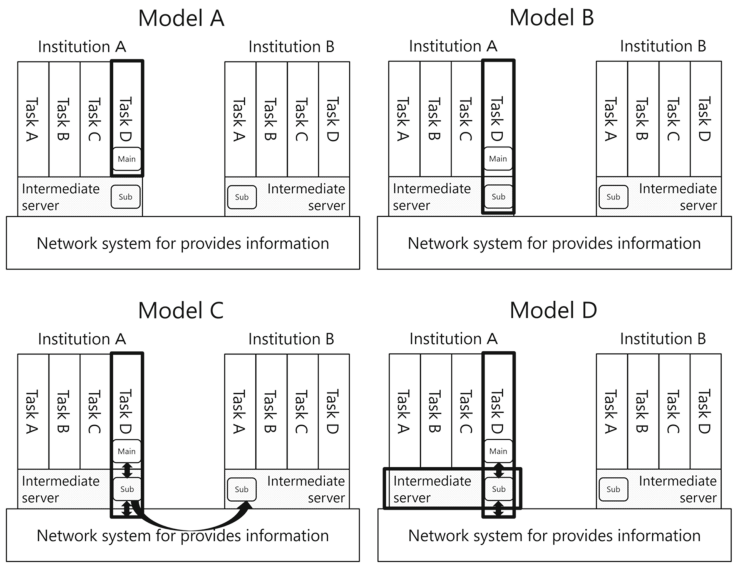 Model A
Institution A
Institution B
Task A
Task B
Task C
Task D
Main
Task A
Task B
Task C
Task D
Intermediate
server
Sub
Sub
Intermediate
server
Network system for provides information
Model B
Institution A
Institution B
Task A
Task B
Task C
Task D
Main
Task A
Task B
Task C
Task D
Intermediate
server
Sub
Sub
Intermediate
server
Network system for provides information
Model C
Institution A
Institution B
Task A
Task B
Task C
Task D
Main
Task A
Task B
Task C
Task D
Intermediate
server
Sub
Sub
Intermediate
server
Network system for provides information
Model D
Institution A
Institution B
Task A
Task B
Task C
Task D
Main
Task A
Task B
Task C
Task D
Intermediate
server
Sub
Sub
Intermediate
server
Network system for provides information